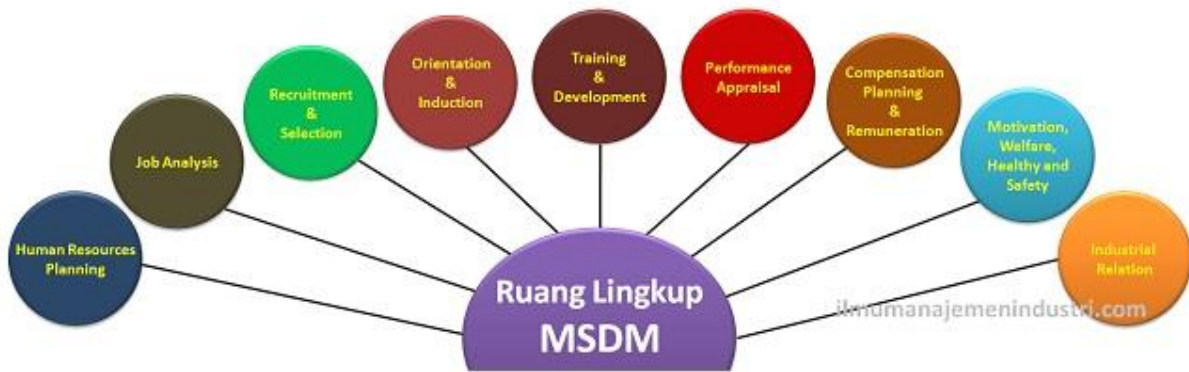 Human Resources
Planning
Job Analysis
Recruitment
&
Selection
Orientation
&
Induction
Training
&
Development
Performance
Appraisal
Compensation
Planning
&
Remuneration
Motivation,
Welfare,
Healthy and
Safety
Industrial
Relation
Ruang Lingkup
MSDM
ilmumanajemenindustri.com